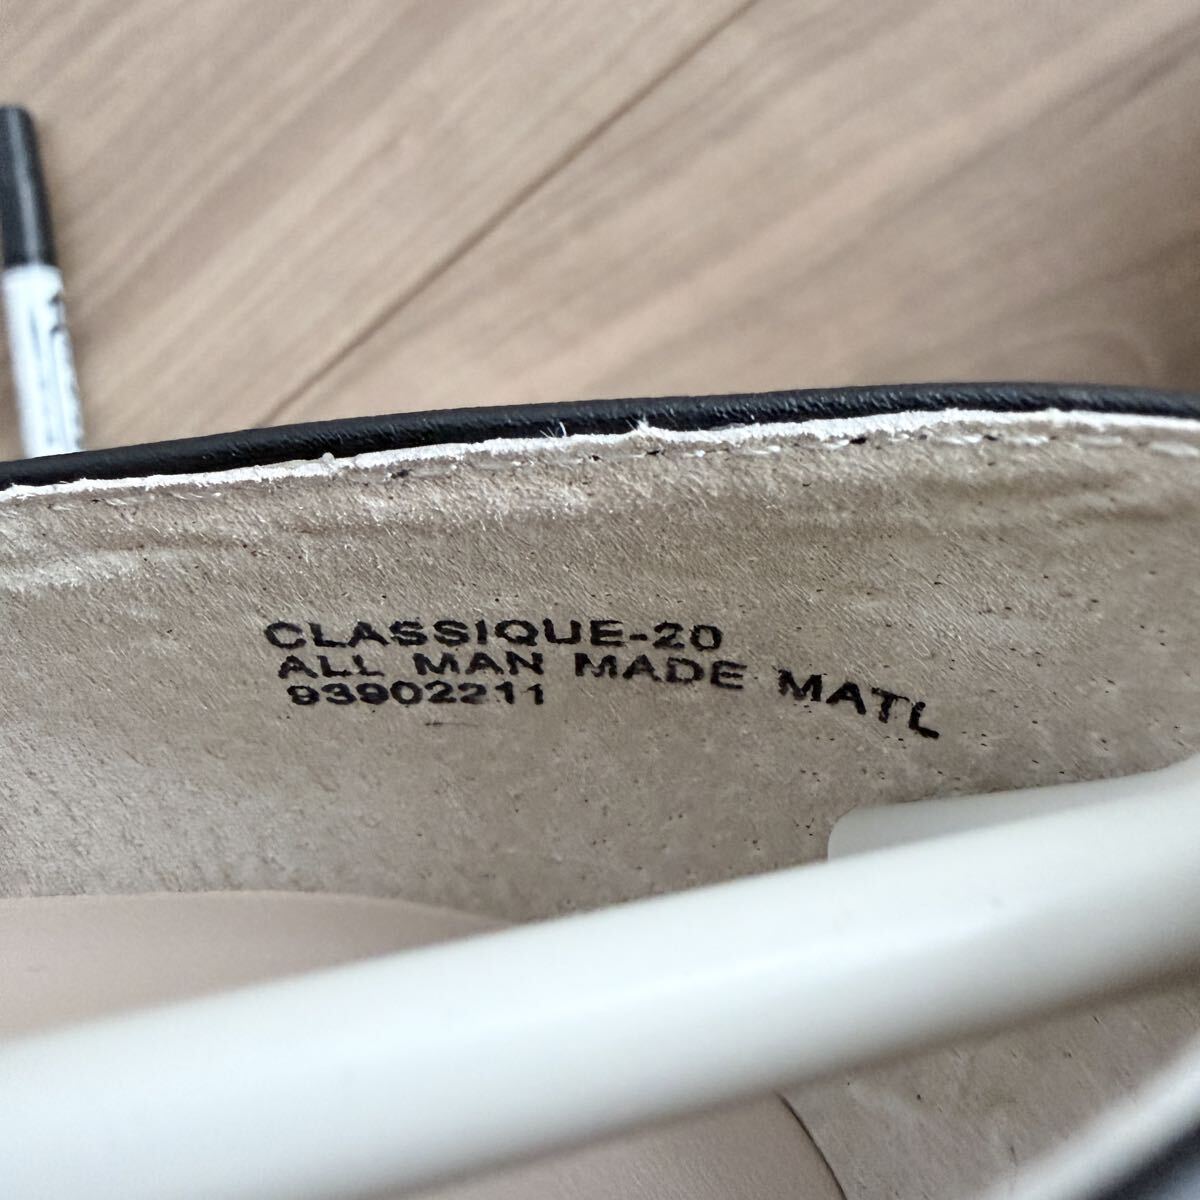 CLASSIQUE-20
ALL MAN MADE MATL
93902211